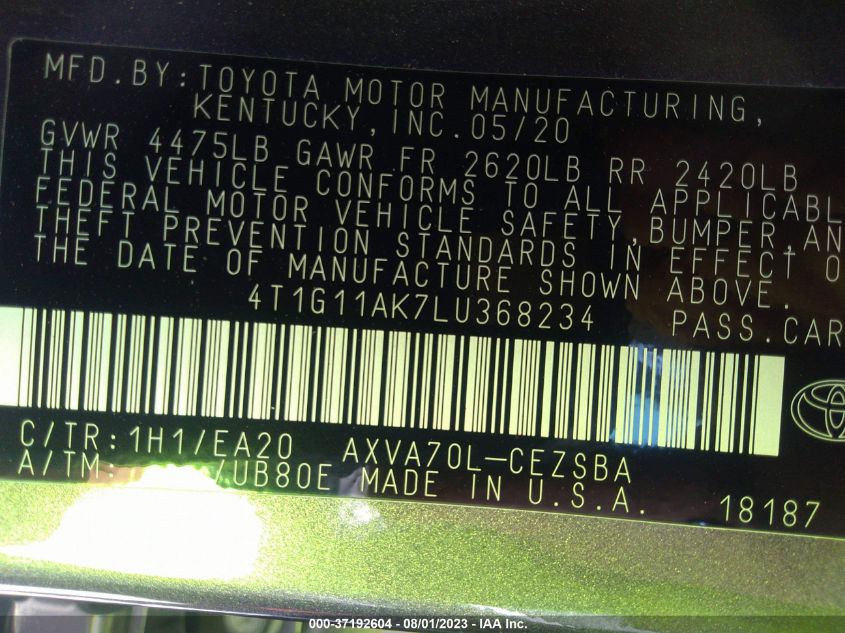 MFD.BY:TOYOTA MOTOR MANUFACTURING,
KENTUCKY,INC.05/20
GVWR 4475LB GAWR FR 2620LB RR 2420LB
THIS VEHICLE CONFORMS TO ALL APPLICABL
FEDERAL MOTOR VEHICLE SAFETY,BUMPER,AN
THEFT PREVENTION STANDARDS IN EFFECT O
THE DATE OF MANUFACTURE SHOWN ABOVE.
4T1G11AK7LU368234 PASS.CAR
C/TR:1H1/EA20 AXVA70L-CEZSBA
A/TM: /UB80E MADE IN U.S.A. 18187
000-37192604 - 08/01/2023 - IAA Inc.